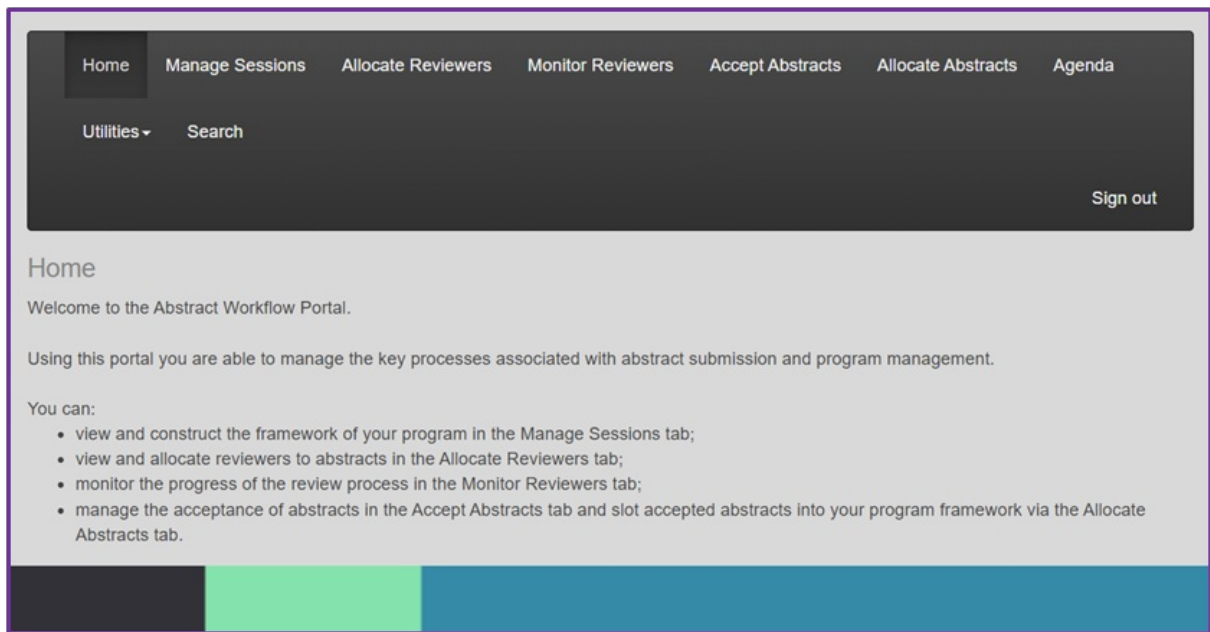 Home Manage Sessions Allocate Reviewers Monitor Reviewers Accept Abstracts Allocate Abstracts Agenda
Utilities Search
Sign out
Home
Welcome to the Abstract Workflow Portal.
Using this portal you are able to manage the key processes associated with abstract submission and program management.
You can:
• view and construct the framework of your program in the Manage Sessions tab;
• view and allocate reviewers to abstracts in the Allocate Reviewers tab;
• monitor the progress of the review process in the Monitor Reviewers tab;
• manage the acceptance of abstracts in the Accept Abstracts tab and slot accepted abstracts into your program framework via the Allocate
Abstracts tab.